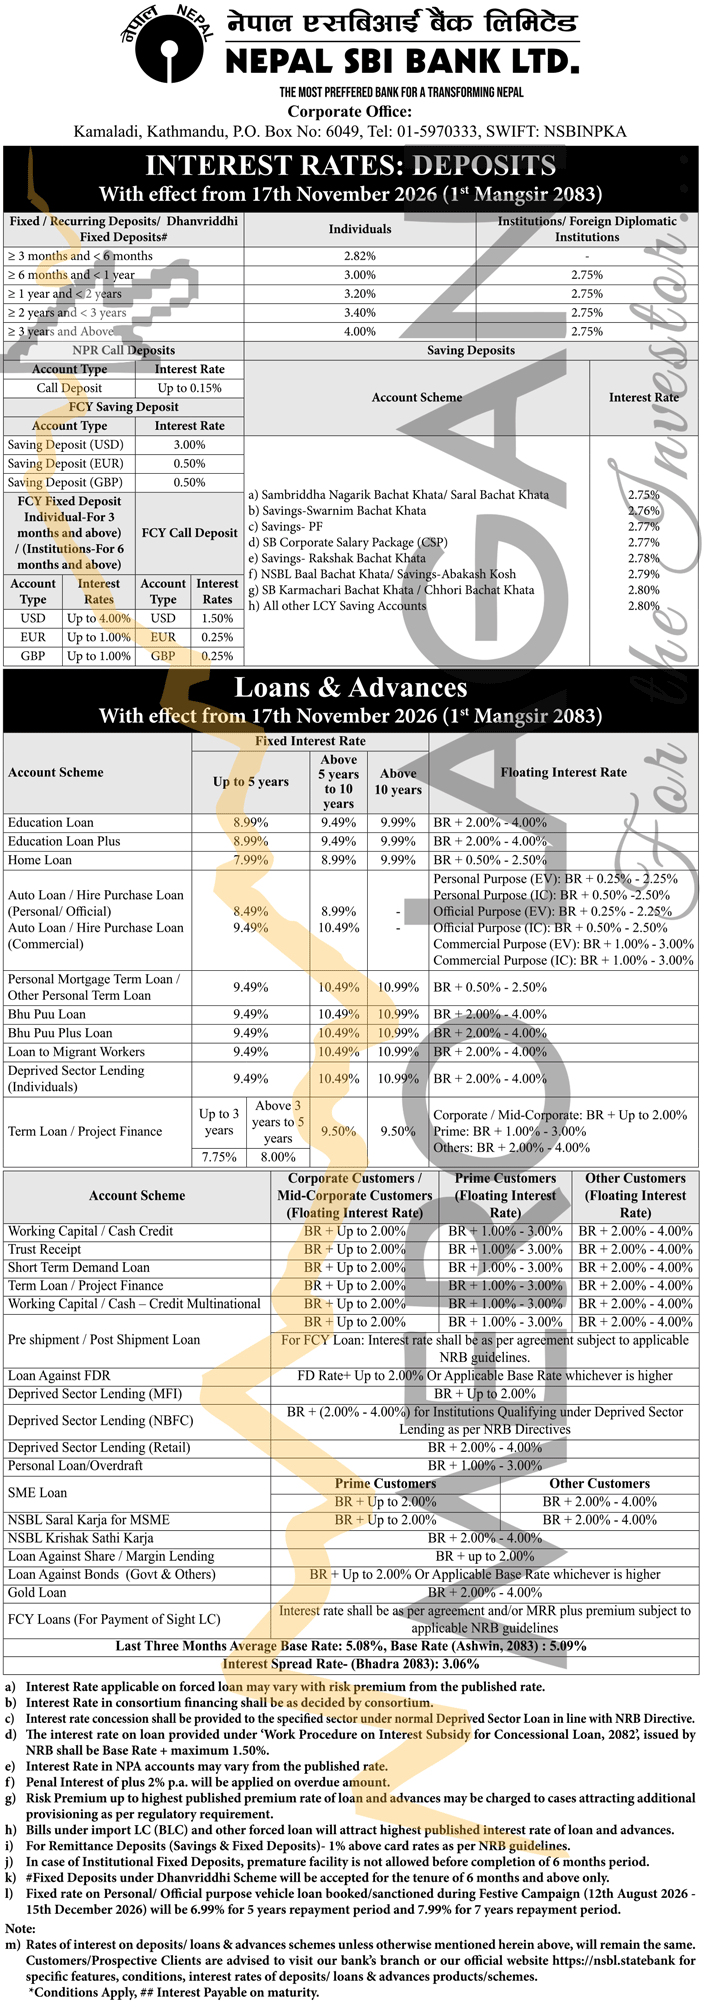 नेपाल NEPAL
नेपाल एसबिआई बैंक लिमिटेड
NEPAL SBI BANK LTD.
THE MOST PREFFERED BANK FOR A TRANSFORMING NEPAL
Corporate Office:
Kamaladi, Kathmandu, P.O. Box No: 6049, Tel: 01-5970333, SWIFT: NSBINPKA
INTEREST RATES: DEPOSITS
With effect from 17th November 2026 (1st Mangsir 2083)
Fixed / Recurring Deposits/ Dhanvriddhi Fixed Deposits# Individuals Institutions/ Foreign Diplomatic Institutions
≥ 3 months and < 6 months 2.82% -
≥ 6 months and < 1 year 3.00% 2.75%
≥ 1 year and < 2 years 3.20% 2.75%
≥ 2 years and < 3 years 3.40% 2.75%
≥ 3 years and Above 4.00% 2.75%
NPR Call Deposits
Account Type Interest Rate
Call Deposit Up to 0.15%
FCY Saving Deposit
Account Type Interest Rate
Saving Deposit (USD) 3.00%
Saving Deposit (EUR) 0.50%
Saving Deposit (GBP) 0.50%
FCY Fixed Deposit
Individual-For 3
months and above)
/ (Institutions-For 6
months and above)
FCY Call Deposit
Account Type Interest Rates Account Type Interest Rates
USD Up to 4.00% USD 1.50%
EUR Up to 1.00% EUR 0.25%
GBP Up to 1.00% GBP 0.25%
Saving Deposits
Account Scheme Interest Rate
a) Sambriddha Nagarik Bachat Khata/ Saral Bachat Khata 2.75%
b) Savings-Swarnim Bachat Khata 2.76%
c) Savings- PF 2.77%
d) SB Corporate Salary Package (CSP) 2.77%
e) Savings- Rakshak Bachat Khata 2.78%
f) NSBL Baal Bachat Khata/ Savings-Abakash Kosh 2.79%
g) SB Karmachari Bachat Khata / Chhori Bachat Khata 2.80%
h) All other LCY Saving Accounts 2.80%
Loans & Advances
With effect from 17th November 2026 (1st Mangsir 2083)
Account Scheme Fixed Interest Rate Floating Interest Rate
Up to 5 years Above 5 years to 10 years Above 10 years
Education Loan 8.99% 9.49% 9.99% BR + 2.00% - 4.00%
Education Loan Plus 8.99% 9.49% 9.99% BR + 2.00% - 4.00%
Home Loan 7.99% 8.99% 9.99% BR + 0.50% - 2.50%
Auto Loan / Hire Purchase Loan
(Personal/ Official) 8.49% 8.99% -
Auto Loan / Hire Purchase Loan 9.49% 10.49% -
(Commercial)
Personal Purpose (EV): BR + 0.25% - 2.25%
Personal Purpose (IC): BR + 0.50% -2.50%
Official Purpose (EV): BR + 0.25% - 2.25%
Official Purpose (IC): BR + 0.50% - 2.50%
Commercial Purpose (EV): BR + 1.00% - 3.00%
Commercial Purpose (IC): BR + 1.00% - 3.00%
Personal Mortgage Term Loan /
Other Personal Term Loan 9.49% 10.49% 10.99% BR + 0.50% - 2.50%
Bhu Puu Loan 9.49% 10.49% 10.99% BR + 2.00% - 4.00%
Bhu Puu Plus Loan 9.49% 10.49% 10.99% BR + 2.00% - 4.00%
Loan to Migrant Workers 9.49% 10.49% 10.99% BR + 2.00% - 4.00%
Deprived Sector Lending
(Individuals) 9.49% 10.49% 10.99% BR + 2.00% - 4.00%
Term Loan / Project Finance Up to 3 years Above 3 years to 5 years 9.50% 9.50%
7.75% 8.00%
Corporate / Mid-Corporate: BR + Up to 2.00%
Prime: BR + 1.00% - 3.00%
Others: BR + 2.00% - 4.00%
Account Scheme Corporate Customers / Mid-Corporate Customers (Floating Interest Rate) Prime Customers (Floating Interest Rate) Other Customers (Floating Interest Rate)
Working Capital / Cash Credit BR + Up to 2.00% BR + 1.00% - 3.00% BR + 2.00% - 4.00%
Trust Receipt BR + Up to 2.00% BR + 1.00% - 3.00% BR + 2.00% - 4.00%
Short Term Demand Loan BR + Up to 2.00% BR + 1.00% - 3.00% BR + 2.00% - 4.00%
Term Loan / Project Finance BR + Up to 2.00% BR + 1.00% - 3.00% BR + 2.00% - 4.00%
Working Capital / Cash – Credit Multinational BR + Up to 2.00% BR + 1.00% - 3.00% BR + 2.00% - 4.00%
Pre shipment / Post Shipment Loan BR + Up to 2.00% BR + 1.00% - 3.00% BR + 2.00% - 4.00%
For FCY Loan: Interest rate shall be as per agreement subject to applicable
NRB guidelines.
Loan Against FDR FD Rate+ Up to 2.00% Or Applicable Base Rate whichever is higher
Deprived Sector Lending (MFI) BR + Up to 2.00%
Deprived Sector Lending (NBFC) BR + (2.00% - 4.00%) for Institutions Qualifying under Deprived Sector
Lending as per NRB Directives
Deprived Sector Lending (Retail) BR + 2.00% - 4.00%
Personal Loan/Overdraft BR + 1.00% - 3.00%
SME Loan Prime Customers Other Customers
BR + Up to 2.00% BR + 2.00% - 4.00%
NSBL Saral Karja for MSME BR + Up to 2.00% BR + 2.00% - 4.00%
NSBL Krishak Sathi Karja BR + 2.00% - 4.00%
Loan Against Share / Margin Lending BR + up to 2.00%
Loan Against Bonds (Govt & Others) BR + Up to 2.00% Or Applicable Base Rate whichever is higher
Gold Loan BR + 2.00% - 4.00%
FCY Loans (For Payment of Sight LC) Interest rate shall be as per agreement and/or MRR plus premium subject to
applicable NRB guidelines
Last Three Months Average Base Rate: 5.08%, Base Rate (Ashwin, 2083) : 5.09%
Interest Spread Rate- (Bhadra 2083): 3.06%
a) Interest Rate applicable on forced loan may vary with risk premium from the published rate.
b) Interest Rate in consortium financing shall be as decided by consortium.
c) Interest rate concession shall be provided to the specified sector under normal Deprived Sector Loan in line with NRB Directive.
d) The interest rate on loan provided under ‘Work Procedure on Interest Subsidy for Concessional Loan, 2082’, issued by
NRB shall be Base Rate + maximum 1.50%.
e) Interest Rate in NPA accounts may vary from the published rate.
f) Penal Interest of plus 2% p.a. will be applied on overdue amount.
g) Risk Premium up to highest published premium rate of loan and advances may be charged to cases attracting additional
provisioning as per regulatory requirement.
h) Bills under import LC (BLC) and other forced loan will attract highest published interest rate of loan and advances.
i) For Remittance Deposits (Savings & Fixed Deposits)- 1% above card rates as per NRB guidelines.
j) In case of Institutional Fixed Deposits, premature facility is not allowed before completion of 6 months period.
k) #Fixed Deposits under Dhanvriddhi Scheme will be accepted for the tenure of 6 months and above only.
l) Fixed rate on Personal/ Official purpose vehicle loan booked/sanctioned during Festive Campaign (12th August 2026 -
15th December 2026) will be 6.99% for 5 years repayment period and 7.99% for 7 years repayment period.
Note:
m) Rates of interest on deposits/ loans & advances schemes unless otherwise mentioned herein above, will remain the same.
Customers/Prospective Clients are advised to visit our bank’s branch or our official website https://nsbl.statebank for
specific features, conditions, interest rates of deposits/ loans & advances products/schemes.
*Conditions Apply, ## Interest Payable on maturity.
MERO LAGANI
For the Investor...